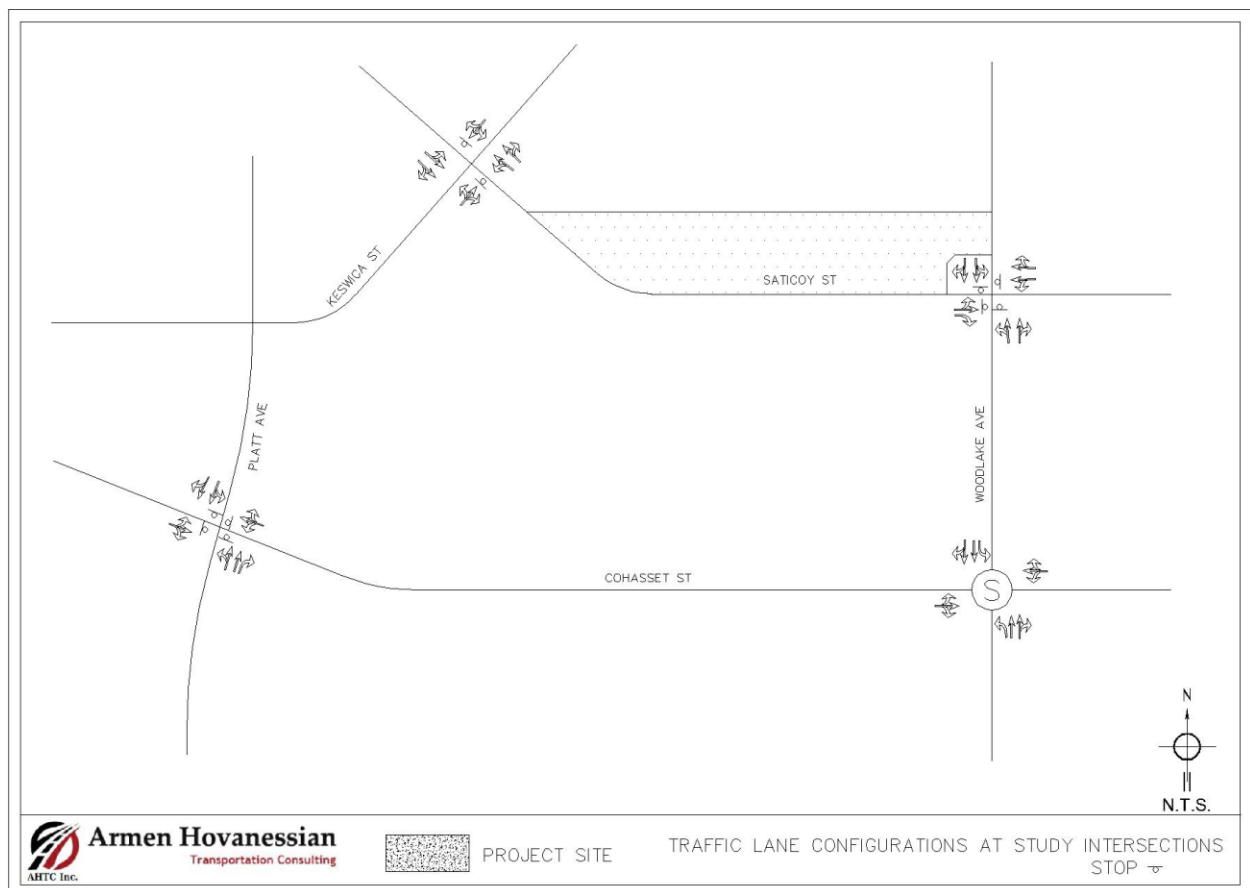 KESWICA ST
SATICOY ST
PLATT AVE
WOODLAKE AVE
COHASSET ST
S
N
N.T.S.
Armen Hovanessian
Transportation Consulting
AHTC Inc.
PROJECT SITE
TRAFFIC LANE CONFIGURATIONS AT STUDY INTERSECTIONS
STOP